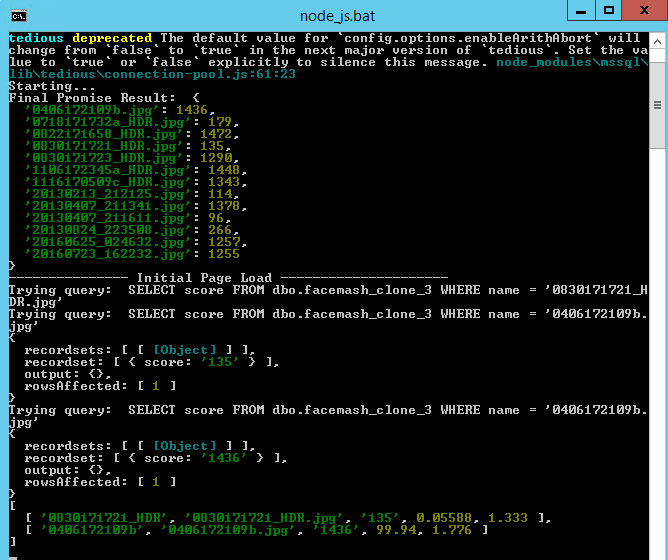 node_js.bat
tedious deprecated The default value for `config.options.enableArithAbort` will
change from `false` to `true` in the next major version of `tedious`. Set the va
lue to `true` or `false` explicitly to silence this message. node_modules\mssql\
lib\tedious\connection-pool.js:61:23
Starting...
Final Promise Result:  {
  '0406172109b.jpg': 1436,
  '0718171732a_HDR.jpg': 179,
  '0822171658_HDR.jpg': 1472,
  '0830171721_HDR.jpg': 135,
  '0830171723_HDR.jpg': 1290,
  '1106172345a_HDR.jpg': 1448,
  '1116170509c_HDR.jpg': 1343,
  '20130213_212125.jpg': 114,
  '20130407_211341.jpg': 1378,
  '20130407_211611.jpg': 96,
  '20130824_223508.jpg': 266,
  '20160625_024632.jpg': 1257,
  '20160723_162232.jpg': 1255
}
--------------- Initial Page Load ---------------------
Trying query:  SELECT score FROM dbo.facemash_clone_3 WHERE name = '0830171721_H
DR.jpg'
Trying query:  SELECT score FROM dbo.facemash_clone_3 WHERE name = '0406172109b.
jpg'
{
  recordsets: [ [ [Object] ] ],
  recordset: [ { score: '135' } ],
  output: {},
  rowsAffected: [ 1 ]
}
Trying query:  SELECT score FROM dbo.facemash_clone_3 WHERE name = '0406172109b.
jpg'
{
  recordsets: [ [ [Object] ] ],
  recordset: [ { score: '1436' } ],
  output: {},
  rowsAffected: [ 1 ]
}
[
  [ '0830171721_HDR', '0830171721_HDR.jpg', '135', 0.05588, 1.333 ],
  [ '0406172109b', '0406172109b.jpg', '1436', 99.94, 1.776 ]
]